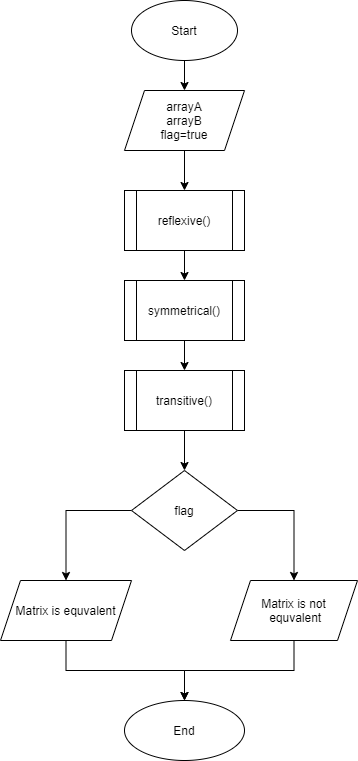 Start
arrayA
arrayB
flag=true
reflexive()
symmetrical()
transitive()
flag
Matrix is equvalent
Matrix is not
equvalent
End